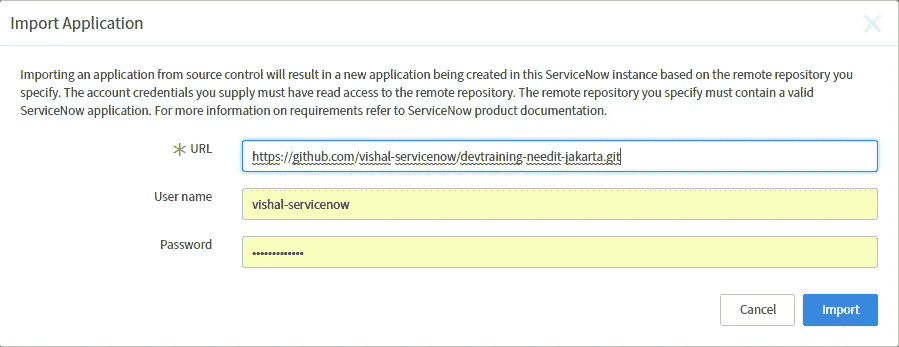 Import Application
Importing an application from source control will result in a new application being created in this ServiceNow instance based on the remote repository you
specify. The account credentials you supply must have read access to the remote repository. The remote repository you specify must contain a valid
ServiceNow application. For more information on requirements refer to ServiceNow product documentation.
URL
https://github.com/vishal-servicenow/devtraining-needit-jakarta.git
User name
vishal-servicenow
Password
•••••••••••••
Cancel Import